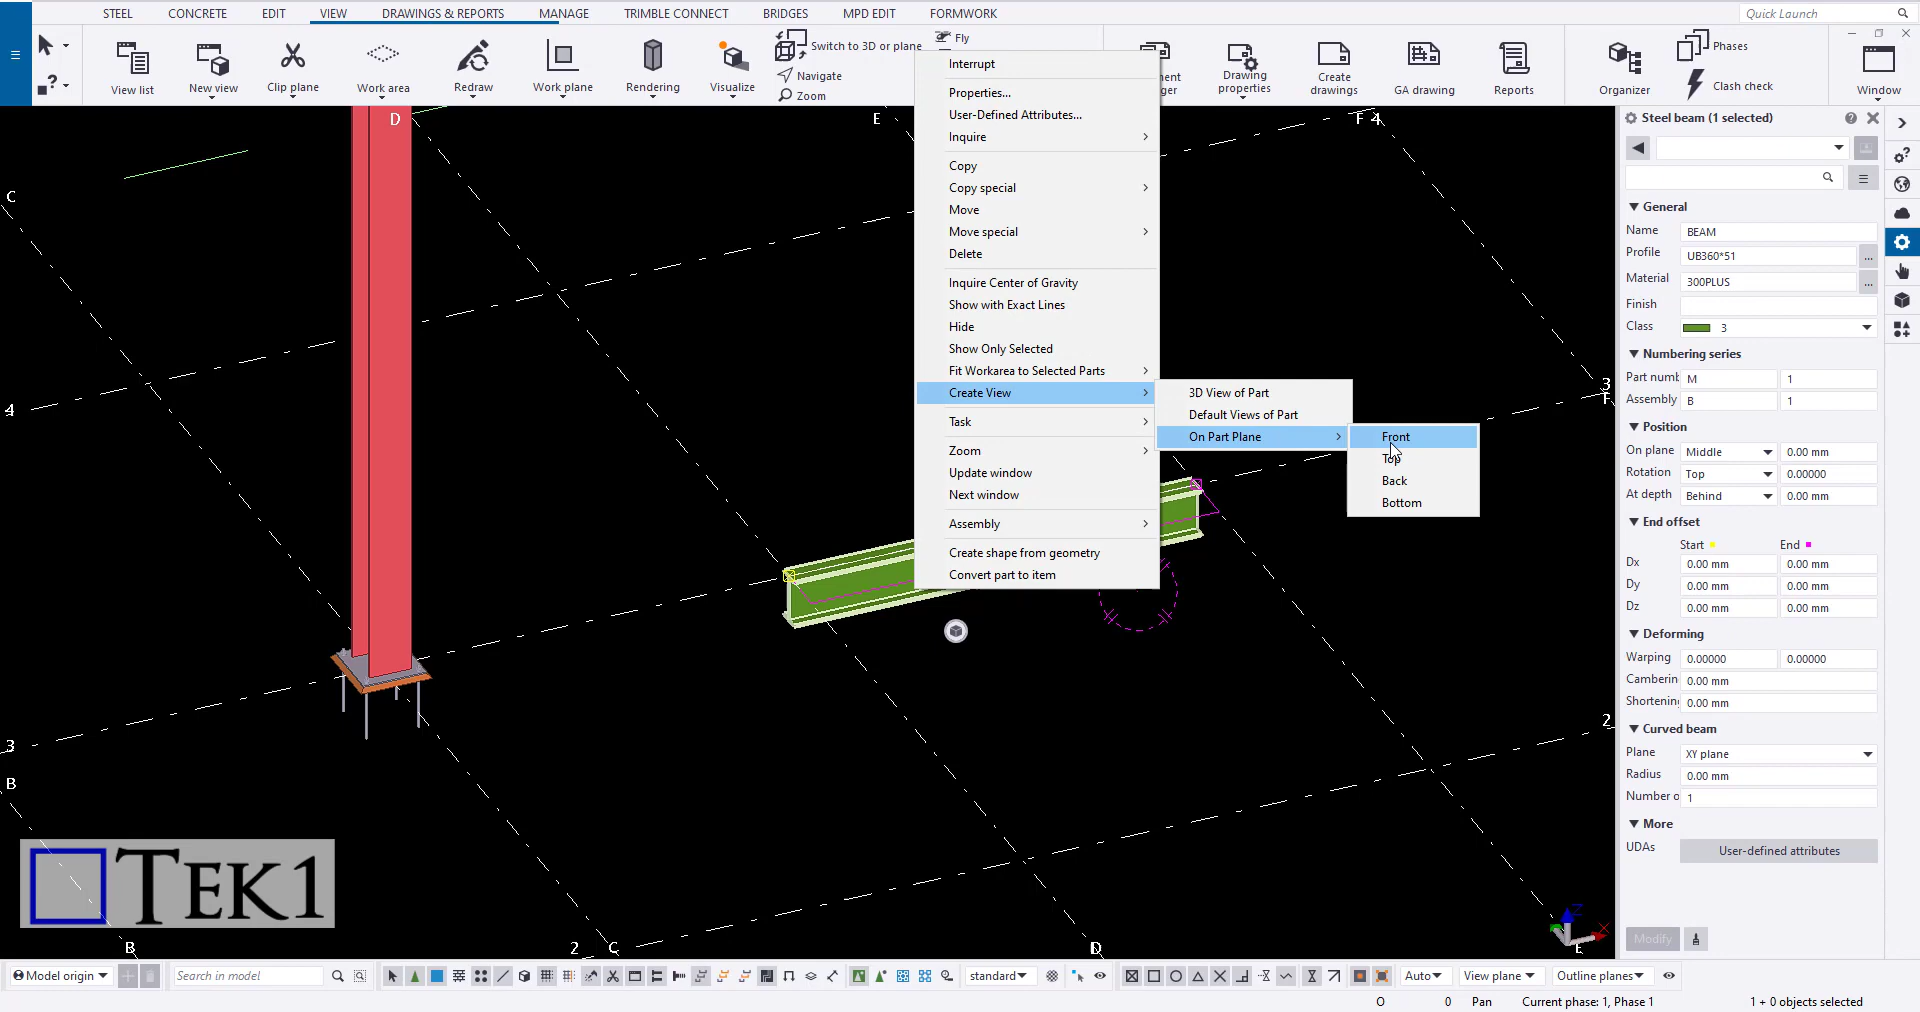 STEEL CONCRETE EDIT VIEW DRAWINGS & REPORTS MANAGE TRIMBLE CONNECT BRIDGES MPD EDIT FORMWORK Quick Launch
View list
New view
Clip plane
Work area
Redraw
Work plane
Rendering
Visualize
Switch to 3D or plane
Navigate
Zoom
Fly
Drawing
properties
Create
drawings
GA drawing
Reports
Organizer
Phases
Clash check
Window
Interrupt
Properties...
User-Defined Attributes...
Inquire
Copy
Copy special
Move
Move special
Delete
Inquire Center of Gravity
Show with Exact Lines
Hide
Show Only Selected
Fit Workarea to Selected Parts
Create View
Task
Zoom
Update window
Next window
Assembly
Create shape from geometry
Convert part to item
3D View of Part
Default Views of Part
On Part Plane
Front
Top
Back
Bottom
D
E
F 4
C
4
3
F
3
B
2
B
2 C
D
E
Z
X
TEK1
Steel beam (1 selected)
General
Name BEAM
Profile UB360*51 ...
Material 300PLUS ...
Finish
Class 3
Numbering series
Part numb M 1
Assembly B 1
Position
On plane Middle 0.00 mm
Rotation Top 0.00000
At depth Behind 0.00 mm
End offset
Start End
Dx 0.00 mm 0.00 mm
Dy 0.00 mm 0.00 mm
Dz 0.00 mm 0.00 mm
Deforming
Warping 0.00000 0.00000
Camberin 0.00 mm
Shortening 0.00 mm
Curved beam
Plane XY plane
Radius 0.00 mm
Number o 1
More
UDAs User-defined attributes
Modify
Model origin Search in model standard Auto View plane Outline planes
O 0 Pan Current phase: 1, Phase 1 1 + 0 objects selected